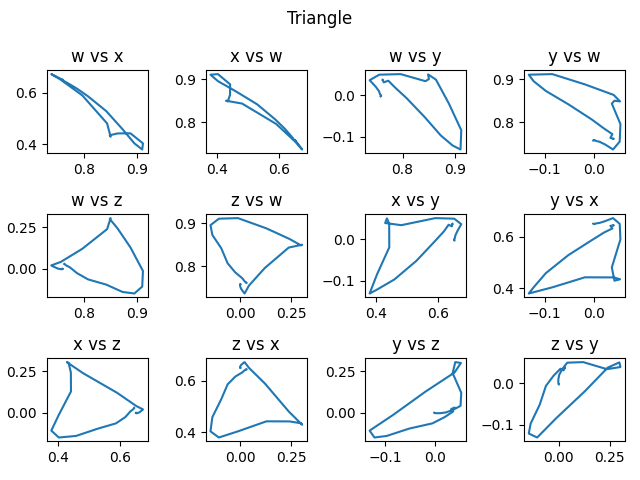 Triangle
w vs x x vs w w vs y y vs w
0.6 0.4 0.8 0.9
0.9 0.8 0.4 0.6
0.0 −0.1 0.8 0.9
0.9 0.8 −0.1 0.0
w vs z z vs w x vs y y vs x
0.25 0.00 0.8 0.9
0.9 0.8 0.00 0.25
0.0 −0.1 0.4 0.6
0.6 0.4 −0.1 0.0
x vs z z vs x y vs z z vs y
0.25 0.00 0.4 0.6
0.6 0.4 0.00 0.25
0.25 0.00 −0.1 0.0
0.0 −0.1 0.00 0.25